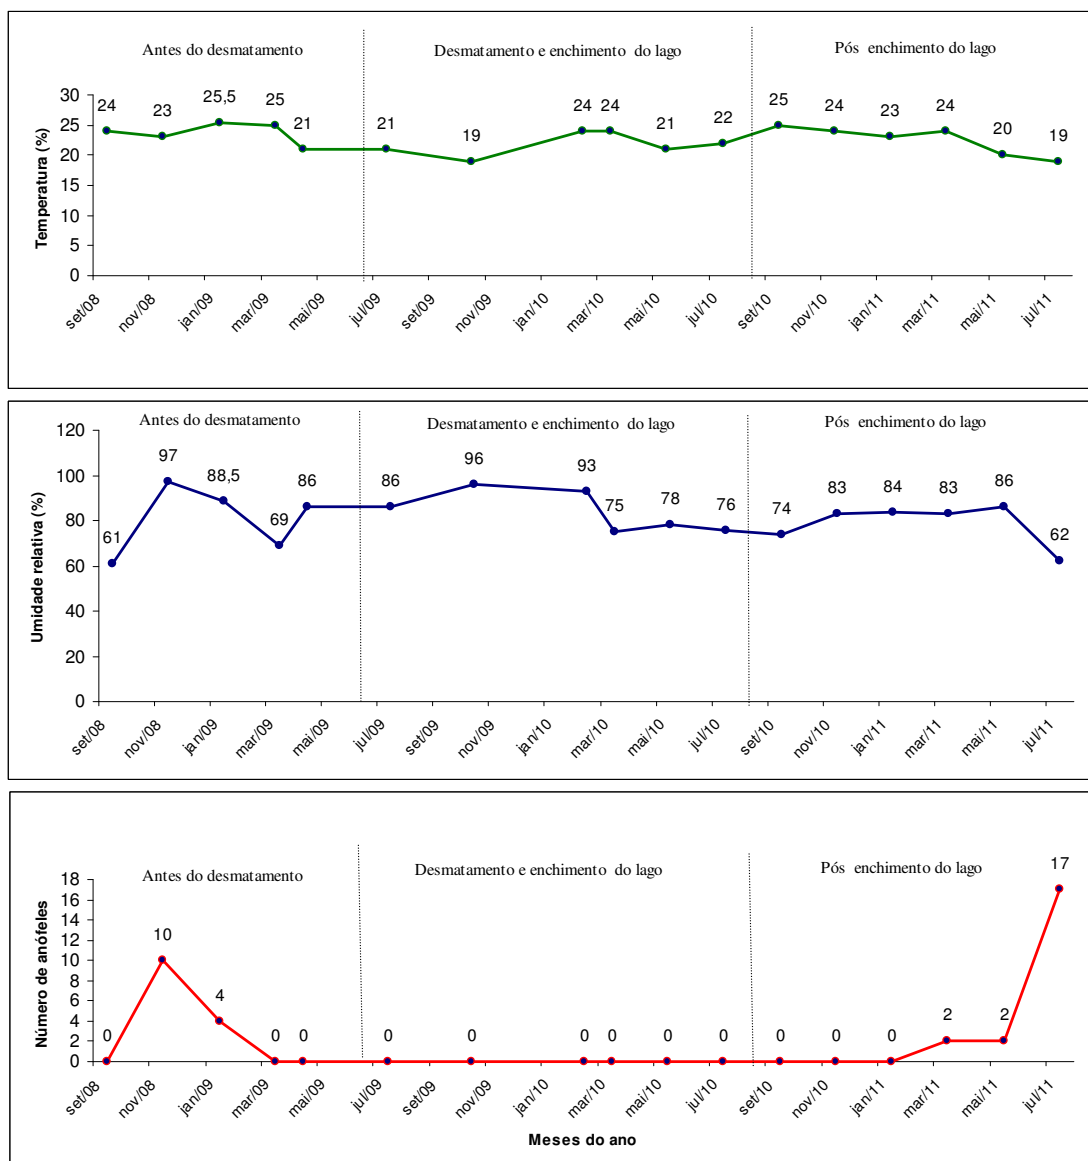 Antes do desmatamento
Desmatamento e enchimento do lago
Pós enchimento do lago
Temperatura (%)
30
25
20
15
10
5
0
24 23 25,5 25 21 21 19 24 24 21 22 25 24 23 24 20 19
set/08 nov/08 jan/09 mar/09 mai/09 jul/09 set/09 nov/09 jan/10 mar/10 mai/10 jul/10 set/10 nov/10 jan/11 mar/11 mai/11 jul/11
Antes do desmatamento
Desmatamento e enchimento do lago
Pós enchimento do lago
Umidade relativa (%)
120
100
80
60
40
20
0
61 97 88,5 69 86 86 96 93 75 78 76 74 83 84 83 86 62
set/08 nov/08 jan/09 mar/09 mai/09 jul/09 set/09 nov/09 jan/10 mar/10 mai/10 jul/10 set/10 nov/10 jan/11 mar/11 mai/11 jul/11
Antes do desmatamento
Desmatamento e enchimento do lago
Pós enchimento do lago
Número de anófeles
18
16
14
12
10
8
6
4
2
0
0 10 4 0 0 0 0 0 0 0 0 0 0 0 2 2 17
set/08 nov/08 jan/09 mar/09 mai/09 jul/09 set/09 nov/09 jan/10 mar/10 mai/10 jul/10 set/10 nov/10 jan/11 mar/11 mai/11 jul/11
Meses do ano